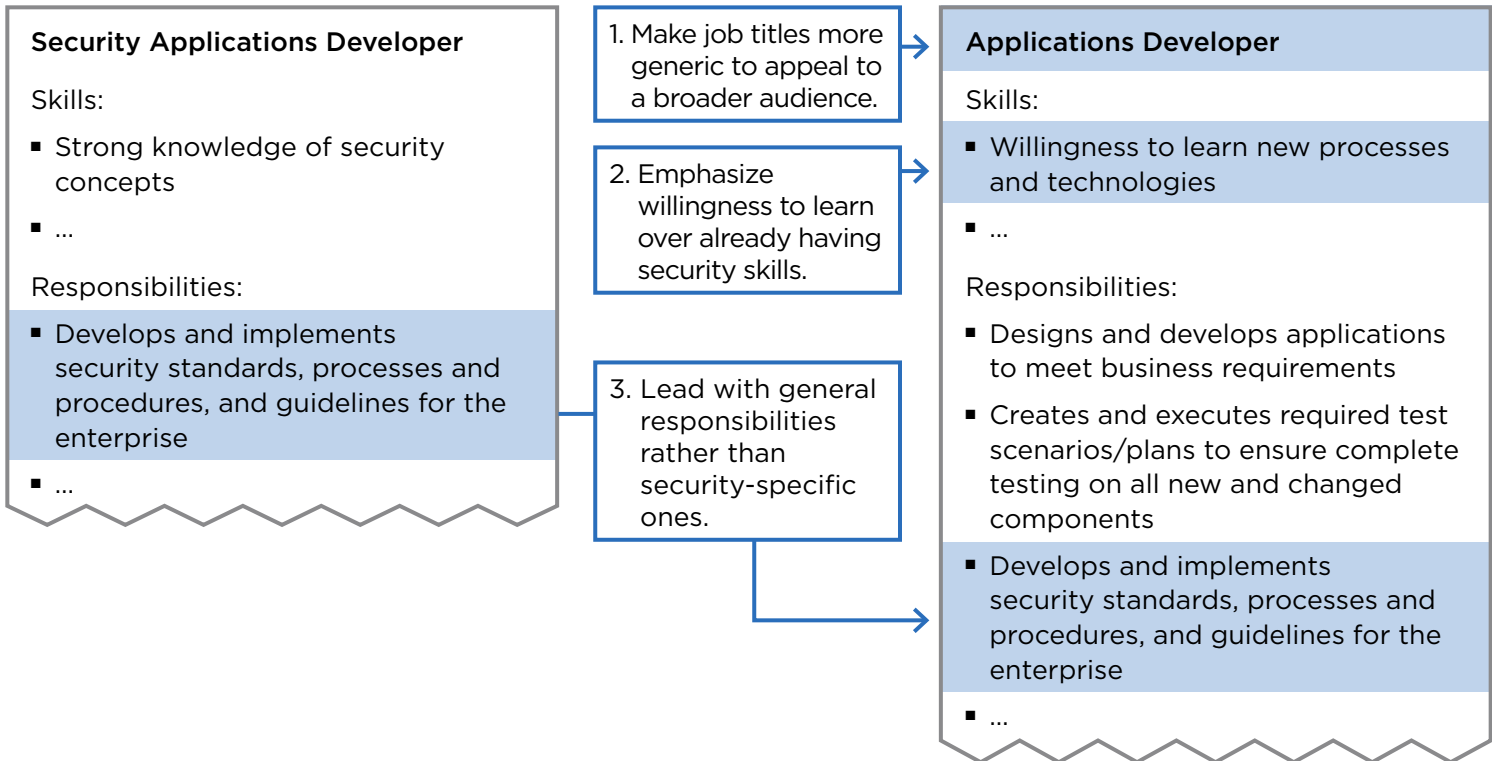 Security Applications Developer
Skills:
▪ Strong knowledge of security
concepts
▪ ...
Responsibilities:
▪ Develops and implements
security standards, processes and
procedures, and guidelines for the
enterprise
▪ ...
1. Make job titles more
generic to appeal to
a broader audience.
2. Emphasize
willingness to learn
over already having
security skills.
3. Lead with general
responsibilities
rather than
security-specific
ones.
Applications Developer
Skills:
▪ Willingness to learn new processes
and technologies
▪ ...
Responsibilities:
▪ Designs and develops applications
to meet business requirements
▪ Creates and executes required test
scenarios/plans to ensure complete
testing on all new and changed
components
▪ Develops and implements
security standards, processes and
procedures, and guidelines for the
enterprise
▪ ...